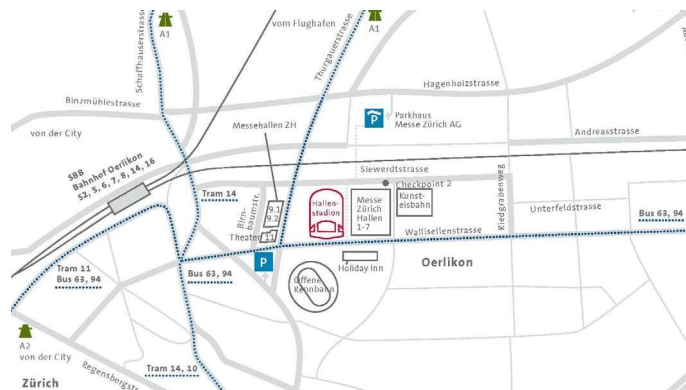 A1
vom Flughafen
A1
Schaffhauserstrasse
Thurgauerstrasse
Hagenholzstrasse
Binzmühlestrasse
Parkhaus
Messe Zürich AG
P
Messehallen ZH
von der City
Andreasstrasse
SBB
Bahnhof Oerlikon
S2, 5, 6, 7, 8, 14, 16
Siewerdtstrasse
Checkpoint 2
Tram 14
Birn-
baumstr.
9.1
9.2
Hallen-
stadion
Messe
Zürich
Hallen
1-7
Kunst-
eisbahn
Riedgrabenweg
Unterfeldstrasse
Bus 63, 94
Theater
11
Wallisellenstrasse
P
Tram 11
Bus 63, 94
Bus 63, 94
Holiday Inn
Oerlikon
Offene
Rennbahn
A2
von der City
Regensbergstr.
Tram 14, 10
Zürich